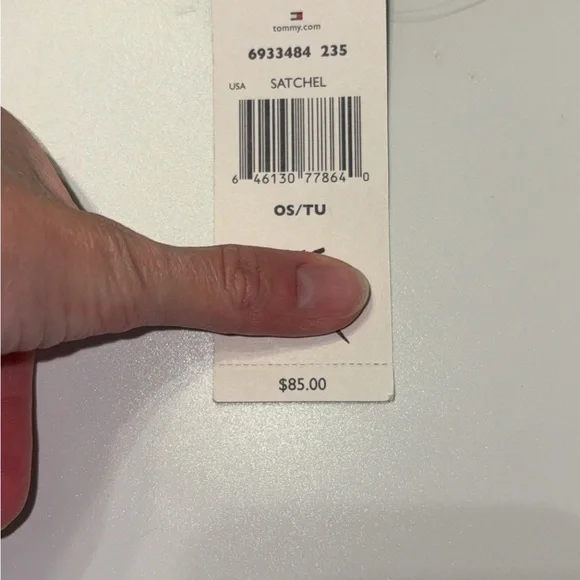 tommy.com
6933484 235
USA SATCHEL
6 46130 77864 0
OS/TU
$85.00